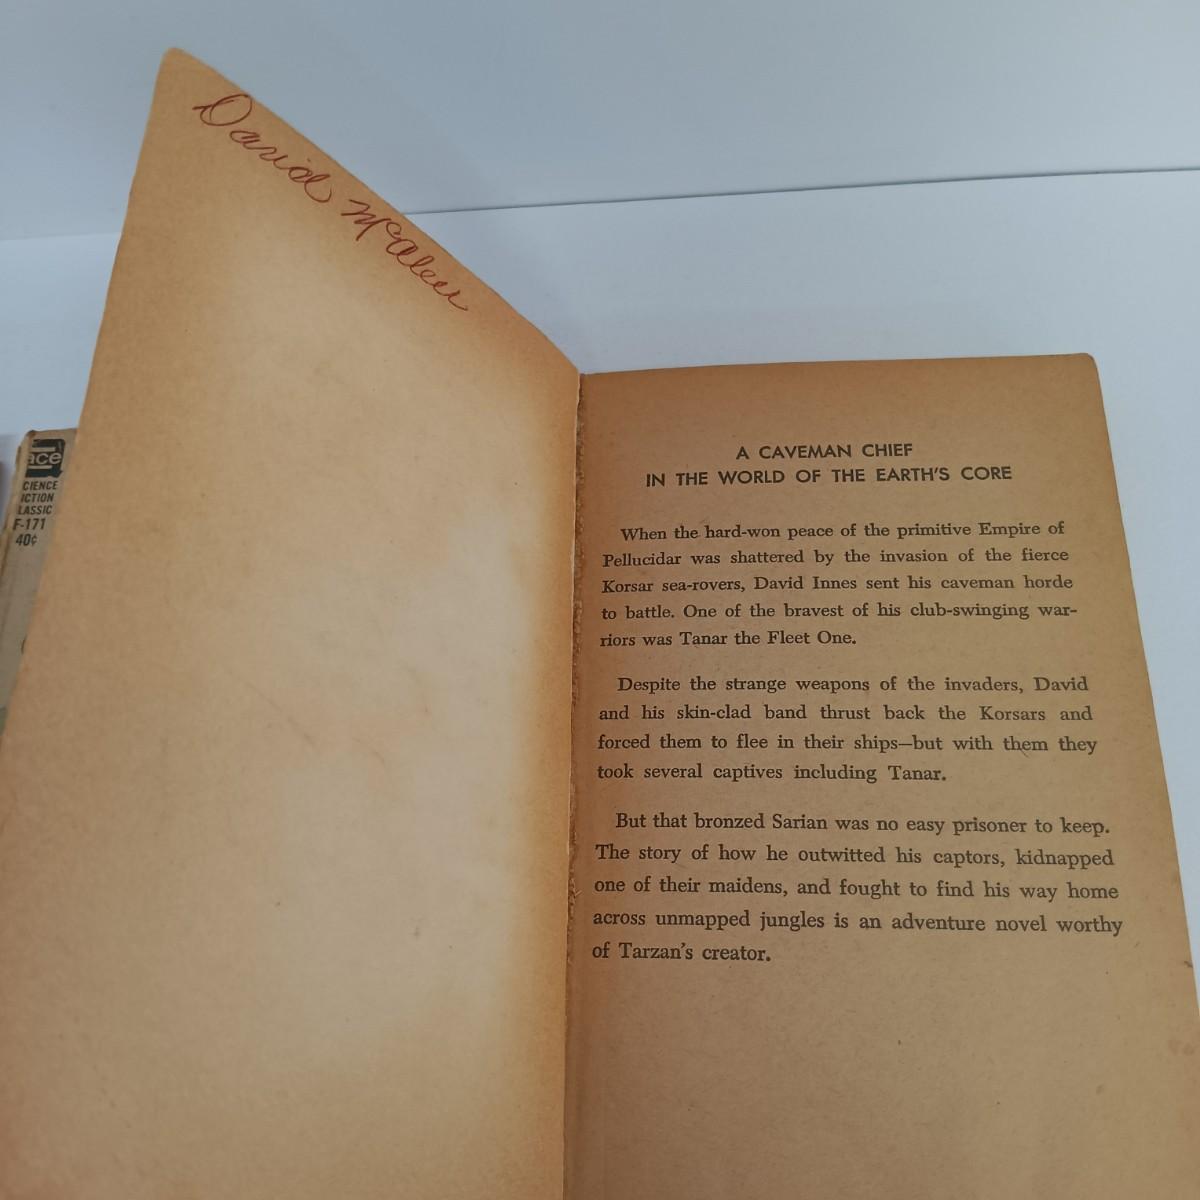 David McAleer
ace
CIENCE
ICTION
LASSIC
F-171
40¢
A CAVEMAN CHIEF
IN THE WORLD OF THE EARTH'S CORE
When the hard-won peace of the primitive Empire of
Pellucidar was shattered by the invasion of the fierce
Korsar sea-rovers, David Innes sent his caveman horde
to battle. One of the bravest of his club-swinging war-
riors was Tanar the Fleet One.
Despite the strange weapons of the invaders, David
and his skin-clad band thrust back the Korsars and
forced them to flee in their ships—but with them they
took several captives including Tanar.
But that bronzed Sarian was no easy prisoner to keep.
The story of how he outwitted his captors, kidnapped
one of their maidens, and fought to find his way home
across unmapped jungles is an adventure novel worthy
of Tarzan's creator.